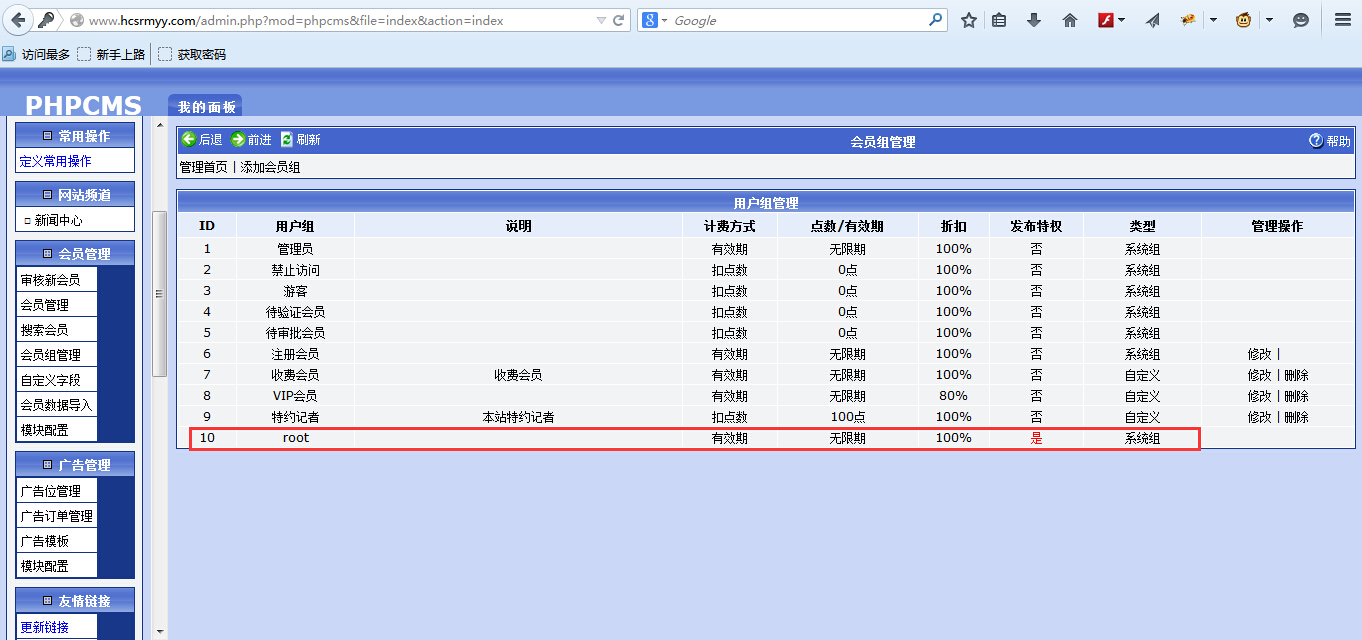 www.hcsrmyy.com/admin.php?mod=phpcms&file=index&action=index
Google
访问最多 新手上路 获取密码
PHPCMS
我的面板
常用操作
定义常用操作
网站频道
新闻中心
会员管理
审核新会员
会员管理
搜索会员
会员组管理
自定义字段
会员数据导入
模块配置
广告管理
广告位管理
广告订单管理
广告模板
模块配置
友情链接
更新链接
后退 前进 刷新 会员组管理 帮助
管理首页 | 添加会员组
用户组管理
ID 用户组 说明 计费方式 点数/有效期 折扣 发布特权 类型 管理操作
1 管理员 有效期 无限期 100% 否 系统组
2 禁止访问 扣点数 0点 100% 否 系统组
3 游客 扣点数 0点 100% 否 系统组
4 待验证会员 扣点数 0点 100% 否 系统组
5 待审批会员 扣点数 0点 100% 否 系统组
6 注册会员 有效期 无限期 100% 否 系统组 修改 |
7 收费会员 收费会员 有效期 无限期 100% 否 自定义 修改 | 删除
8 VIP会员 有效期 无限期 80% 否 自定义 修改 | 删除
9 特约记者 本站特约记者 扣点数 100点 100% 否 自定义 修改 | 删除
10 root 有效期 无限期 100% 是 系统组